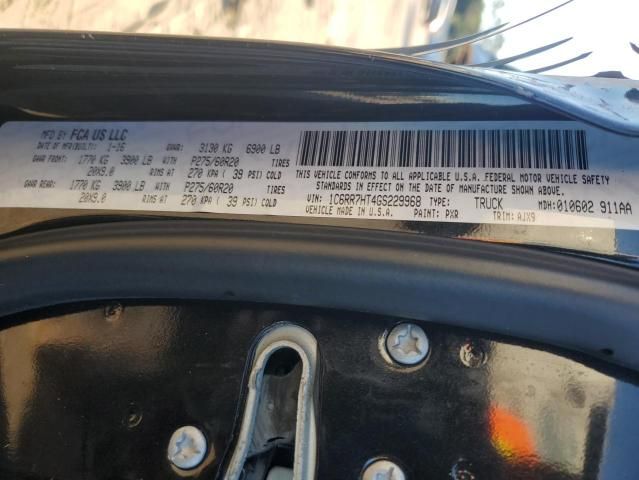 MFD BY FCA US LLC
DATE OF MFR(BUILT): 1-16 GVWR: 3130 KG 6900 LB
GAWR FRONT: 1770 KG 3900 LB WITH P275/60R20 TIRES
20X9.0 RIMS AT 270 KPA ( 39 PSI) COLD
GAWR REAR: 1770 KG 3900 LB WITH P275/60R20 TIRES
20X9.0 RIMS AT 270 KPA ( 39 PSI) COLD
THIS VEHICLE CONFORMS TO ALL APPLICABLE U.S.A.FEDERAL MOTOR VEHICLE SAFETY
STANDARDS IN EFFECT ON THE DATE OF MANUFACTURE SHOWN ABOVE.
VIN: 1C6RR7HT4GS229968 TYPE: TRUCK MDH:010602 911AA
VEHICLE MADE IN U.S.A. PAINT: PXR TRIM: AJX9